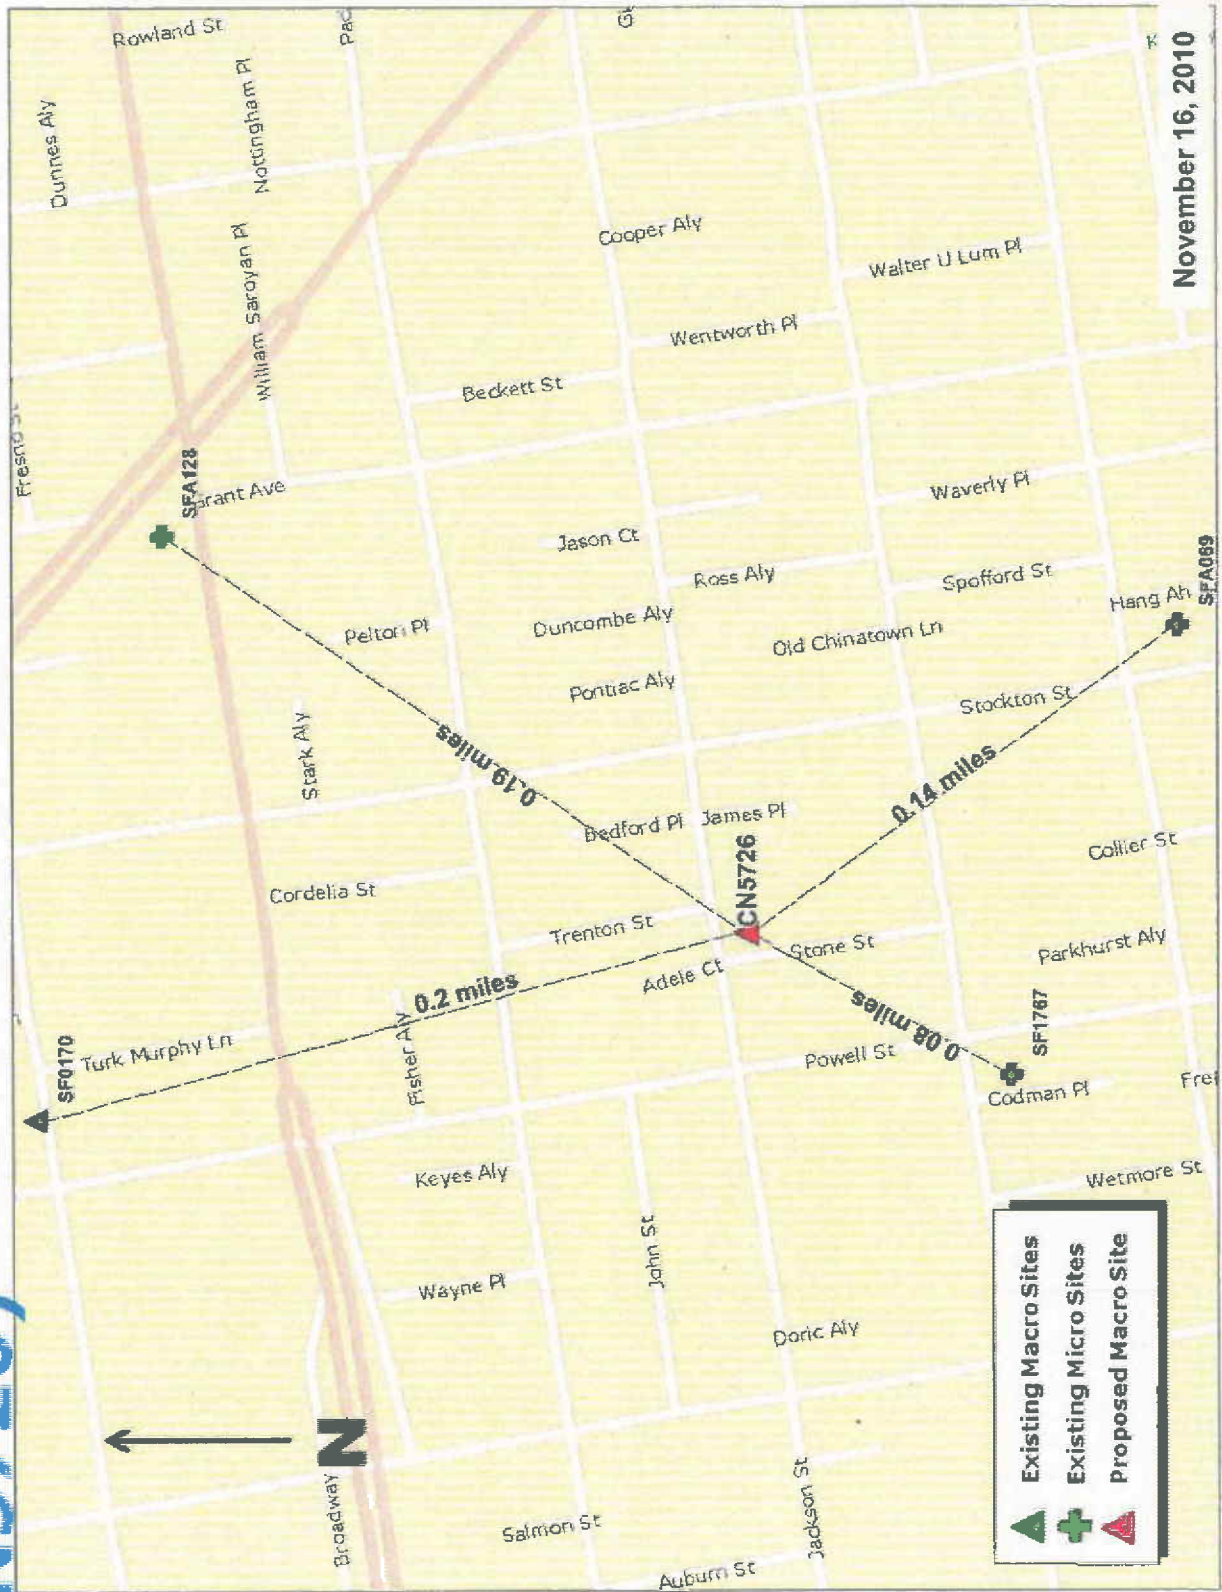 Rowland St
Dunnes Aly
Nottingham Pl
William Saroyan Pl
Fresno St
SFA128
Grant Ave
Cooper Aly
Walter U Lum Pl
Wentworth Pl
Beckett St
November 16, 2010
Waverly Pl
Jason Ct
Ross Aly
Spofford St
Hang Ah
SFA069
Pelton Pl
Duncombe Aly
Old Chinatown Ln
Pontiac Aly
Stockton St
Stark Aly
0.19 miles
0.14 miles
Bedford Pl
James Pl
CN5726
Collier St
Cordelia St
Trenton St
Stone St
Parkhurst Aly
Adele Ct
0.2 miles
0.08 miles
SF1767
SF0170
Turk Murphy Ln
Fisher Aly
Powell St
Codman Pl
Keyes Aly
Wetmore St
Wayne Pl
John St
Doric Aly
N
Broadway
Salmon St
Jackson St
Auburn St
Existing Macro Sites
Existing Micro Sites
Proposed Macro Site